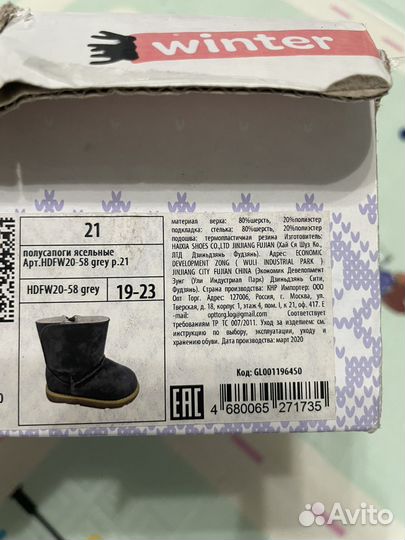 winter
21
полусапоги ясельные
Арт.HDFW20-58 grey р.21
HDFW20-58 grey
19-23
материал верха: 80%шерсть, 20%полиэстер
подкладка: стелька: 80%шерсть, 20%полиэстер
подошва: термопластичная резина Изготовитель:
HAIXIA SHOES CO.,LTD JINJIANG FUJIAN (Хай Ся Шуз Ко.,
ЛТД Дзиньдзян Фудзянь). Адрес: ECONOMIC
DEVELOPMENT ZONG ( WULI INDUSTRIAL PARK )
JINJIANG CITY FUJIAN CHINA (Экономик Девелопмент
Зунг (Ули Индустриал Парк) Дзиньдзянь Сити,
Фудзянь). Страна производства: КНР Импортер: ООО
Опт Торг. Адрес: 127006, Россия, г. Москва, ул.
Тверская, д. 18, корпус 1, этаж 4, пом. I, к. 21, e-mail:
opttorg.log@gmail.com Соответствует
требованиям ТР ТС 007/2011. Уход за изделием: см.
инструкцию по выбору, эксплуатации, уходу и
хранению обуви. Дата производства: март 2020
Код: GL001196450
EAC
4 680065 271735
Avito